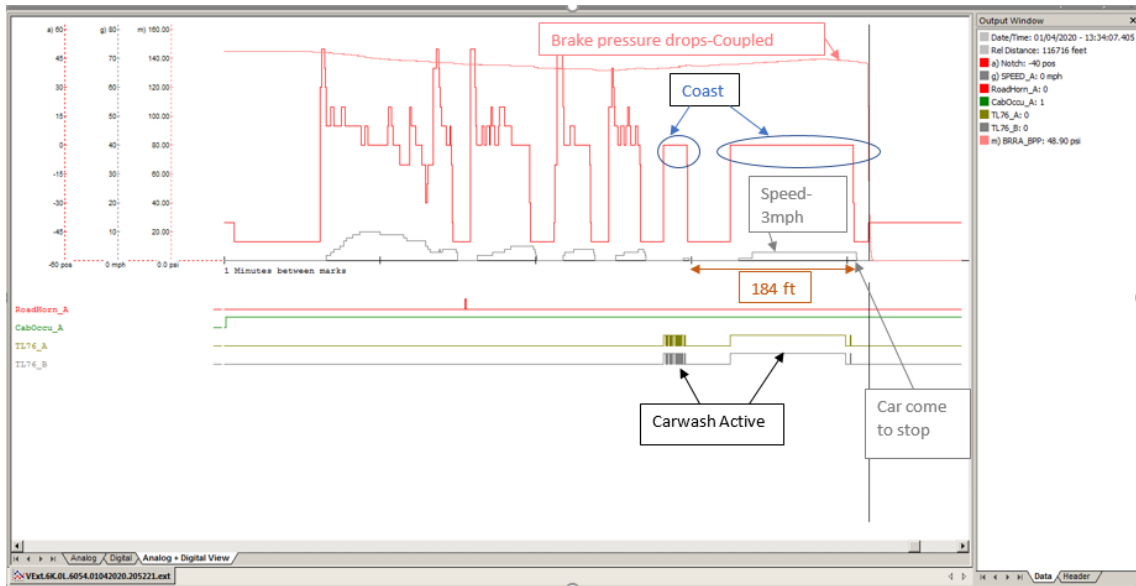 Output Window
a) 60
g) 80
m) 160.00
45
70
140.00
30
60
120.00
15
50
100.00
0
40
80.00
-15
30
60.00
-30
20
40.00
-45
10
20.00
-60 pos
0 mph
0.0 psi
1 Minutes between marks
Brake pressure drops-Coupled
Coast
Speed-
3mph
184 ft
Carwash Active
Car come
to stop
RoadHorn_A
CabOccu_A
TL76_A
TL76_B
Date/Time: 01/04/2020 - 13:34:07.405
Rel Distance: 116716 feet
a) Notch: -40 pos
g) SPEED_A: 0 mph
RoadHorn_A: 0
CabOccu_A: 1
TL76_A: 0
TL76_B: 0
m) BRRA_BPP: 48.90 psi
Analog
Digital
Analog + Digital View
VExt.6K.0L.6054.01042020.205221.ext
Data
Header